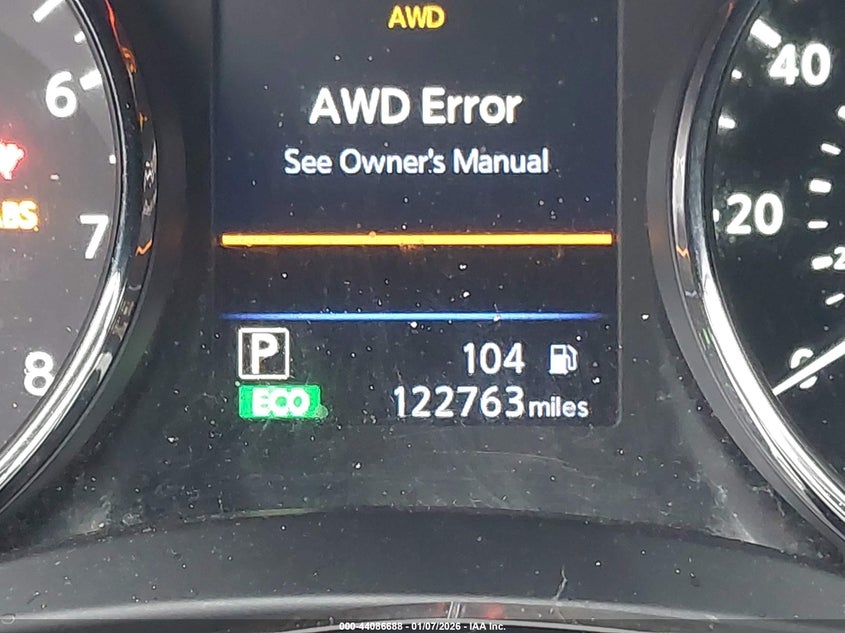 AWD
AWD Error
See Owner's Manual
P
104
ECO
122763 miles
6
7
8
40
20
0
000-44086688 - 01/07/2026 - IAA Inc.